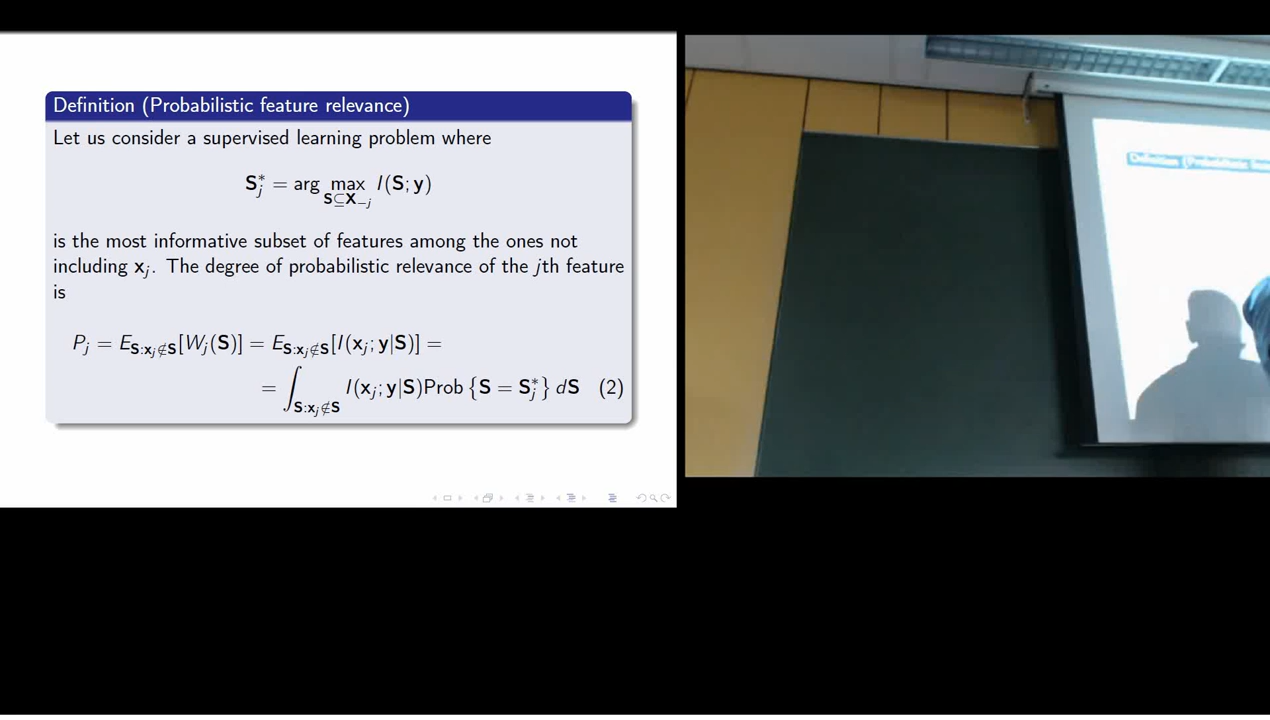 Definition (Probabilistic feature relevance)
Let us consider a supervised learning problem where
S*_j = arg max_{S⊆X_{−j}} I(S; y)
is the most informative subset of features among the ones not
including x_j. The degree of probabilistic relevance of the jth feature
is
P_j = E_{S:x_j∉S}[W_j(S)] = E_{S:x_j∉S}[I(x_j; y|S)] =
= ∫_{S:x_j∉S} I(x_j; y|S)Prob {S = S*_j} dS (2)
Definition (Probabilistic